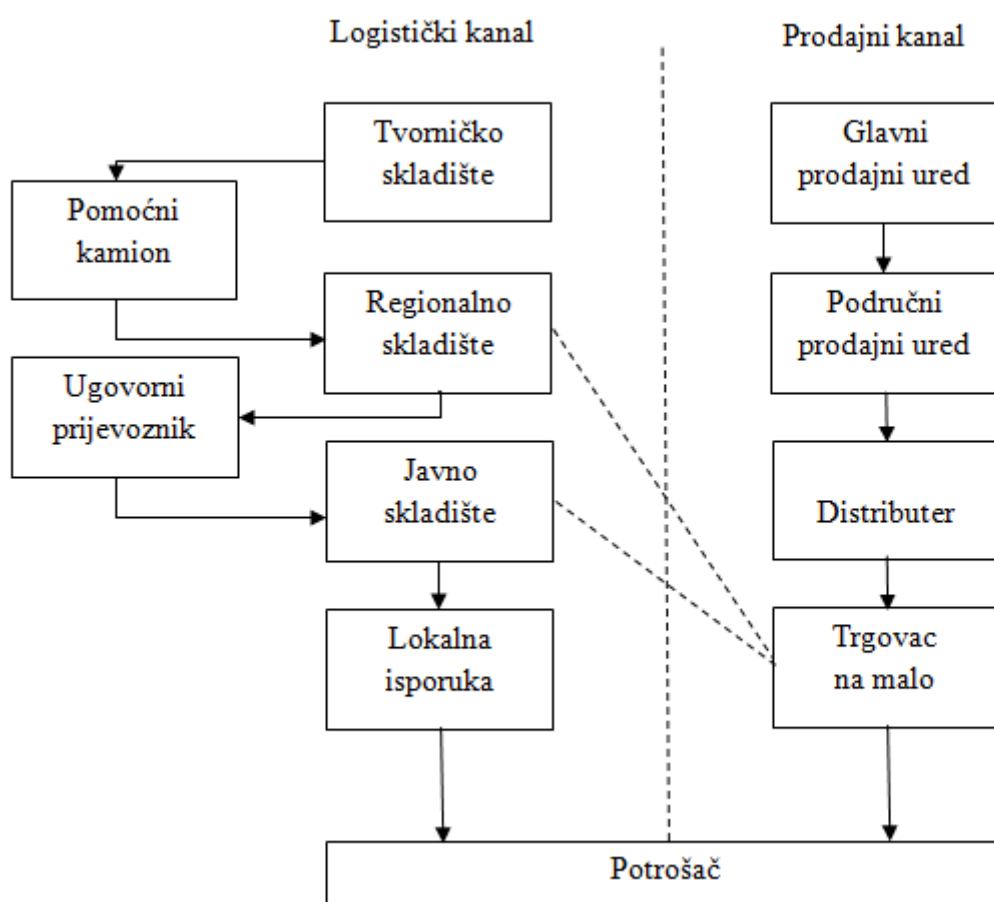 Logistički kanal
Prodajni kanal
Tvorničko
skladište
Glavni
prodajni ured
Pomoćni
kamion
Regionalno
skladište
Područni
prodajni ured
Ugovorni
prijevoznik
Javno
skladište
Distributer
Lokalna
isporuka
Trgovac
na malo
Potrošač